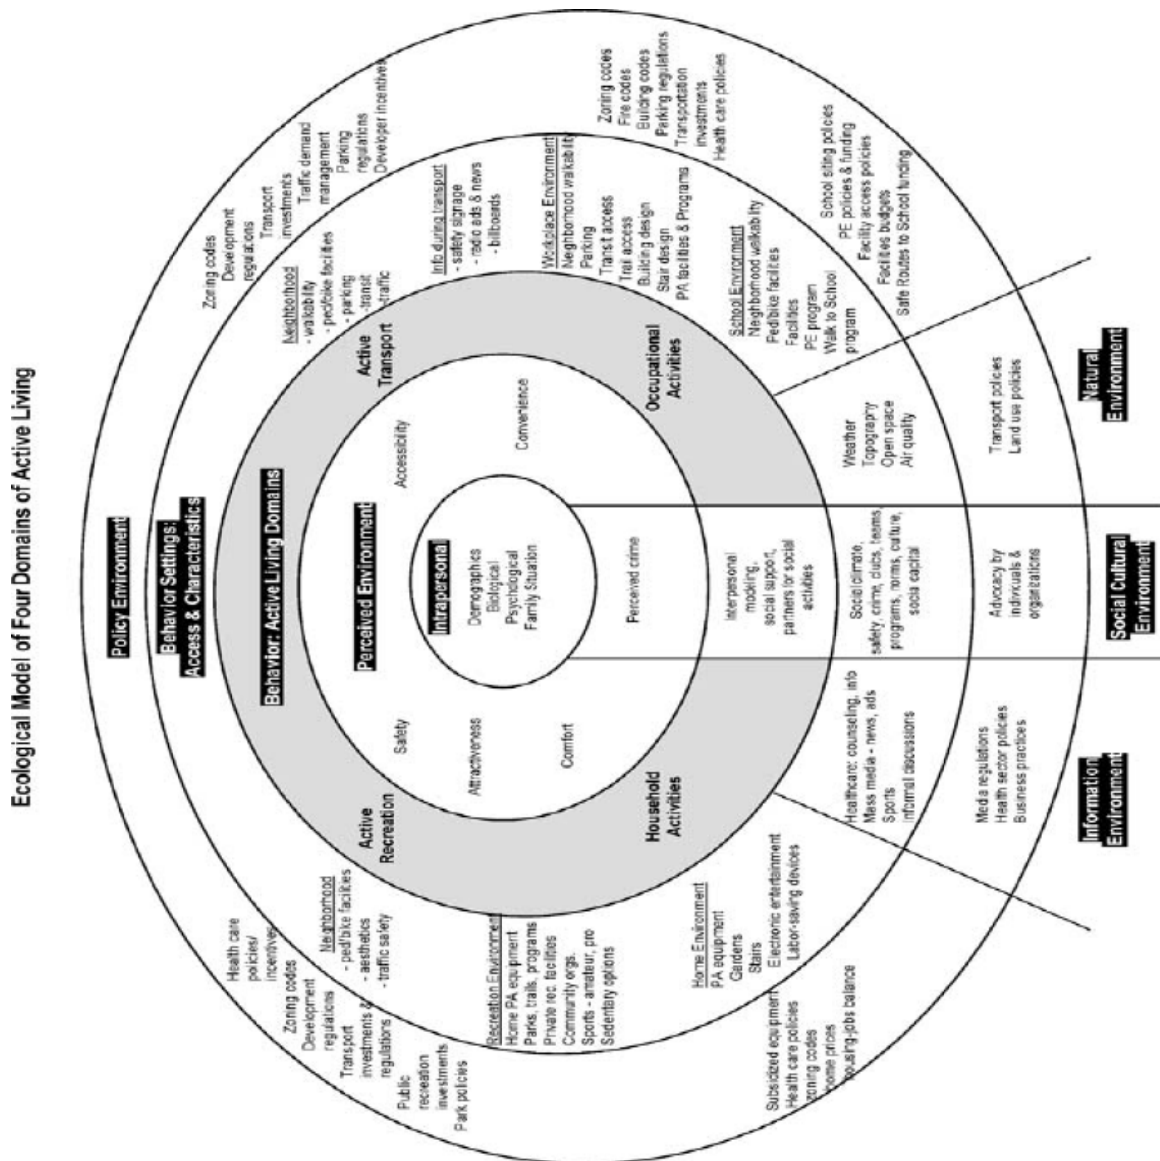 Ecological Model of Four Domains of Active Living
Policy Environment
Behavior Settings:
Access & Characteristics
Behavior: Active Living Domains
Perceived Environment
Intrapersonal
Demographics
Biological
Psychological
Family Situation
Safety
Attractiveness
Comfort
Accessibility
Convenience
Perceived crime
Active
Recreation
Active
Transport
Household
Activities
Occupational
Activities
Interpersonal
modeling,
social support,
partners for social
activities
Health care
policies/
incentives
Zoning codes
Development
regulations
Transport
investments &
regulations
Public
recreation
investments
Park policies
Neighborhood
- ped/bike facilities
- aesthetics
- traffic safety
Recreation Environment
Home PA equipment
Parks, trails, programs
Private rec. facilities
Community orgs.
Sports - amateur, pro
Sedentary options
Home Environment
PA equipment
Gardens
Stairs
Electronic entertainment
Labor-saving devices
Subsidized equipment
Health care policies
zoning codes
home prices
housing-jobs balance
Zoning codes
Development
regulations
Transport
investments
Traffic demand
management
Parking
regulations
Developer incentives
Neighborhood
- walkability
- ped/bike facilities
- parking
-transit
-traffic
Info during transport
- safety signage
- radio ads & news
- billboards
Workplace Environment
Neighborhood walkability
Parking
Transit access
Trail access
Building design
Stair design
PA facilities & Programs
Zoning codes
Fire codes
Building codes
Parking regulations
Transportation
investments
Health care policies
School Environment
Neighborhood walkability
Ped/bike facilities
Facilities
PE program
Walk to School
program
School siting policies
PE policies & funding
Facility access policies
Facilities budgets
Safe Routes to School funding
Healthcare: counseling, info
Mass media - news, ads
Sports
Informal discussions
Social climate,
safety, crime, clubs, teams,
programs, norms, culture,
social capital
Weather
Topography
Open space
Air quality
Media regulations
Health sector policies
Business practices
Advocacy by
individuals &
organizations
Transport policies
Land use policies
Information
Environment
Social Cultural
Environment
Natural
Environment